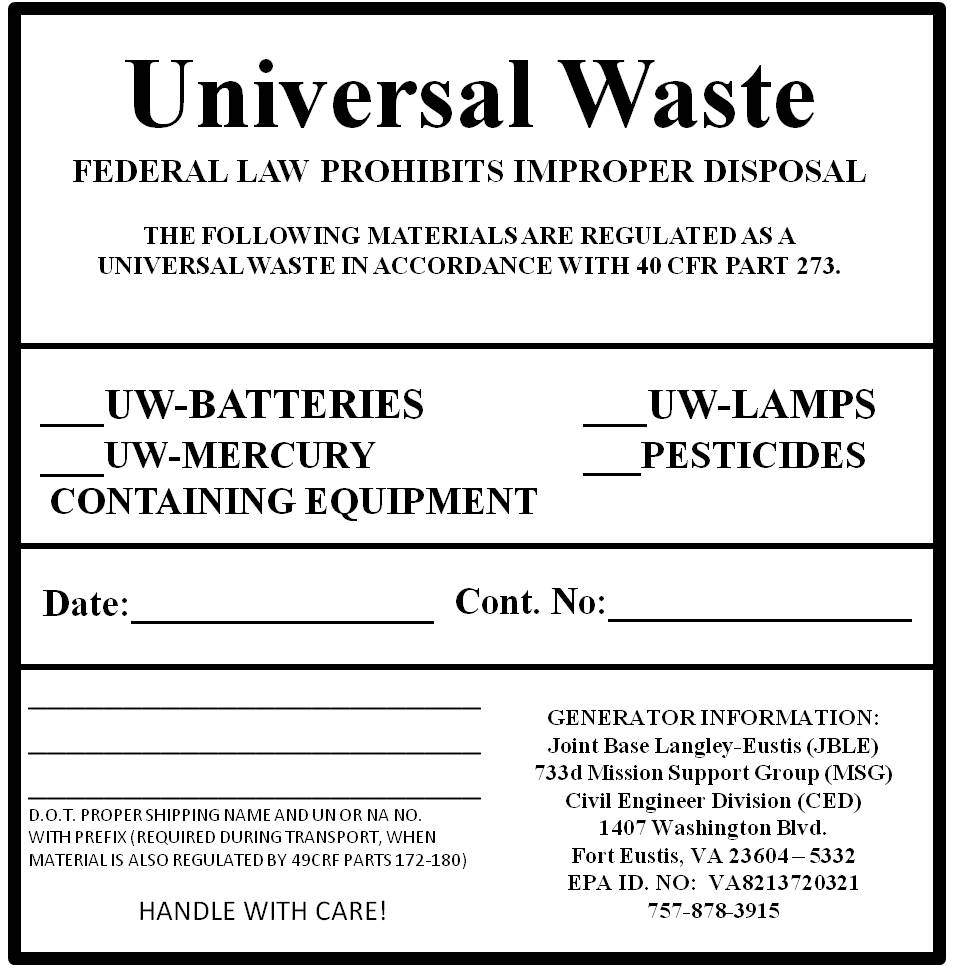 Universal Waste
FEDERAL LAW PROHIBITS IMPROPER DISPOSAL
THE FOLLOWING MATERIALS ARE REGULATED AS A
UNIVERSAL WASTE IN ACCORDANCE WITH 40 CFR PART 273.
___UW-BATTERIES
___UW-LAMPS
___UW-MERCURY
CONTAINING EQUIPMENT
___PESTICIDES
Date:_______________
Cont. No:_______________
D.O.T. PROPER SHIPPING NAME AND UN OR NA NO.
WITH PREFIX (REQUIRED DURING TRANSPORT, WHEN
MATERIAL IS ALSO REGULATED BY 49CRF PARTS 172-180)
HANDLE WITH CARE!
GENERATOR INFORMATION:
Joint Base Langley-Eustis (JBLE)
733d Mission Support Group (MSG)
Civil Engineer Division (CED)
1407 Washington Blvd.
Fort Eustis, VA 23604 – 5332
EPA ID. NO: VA8213720321
757-878-3915